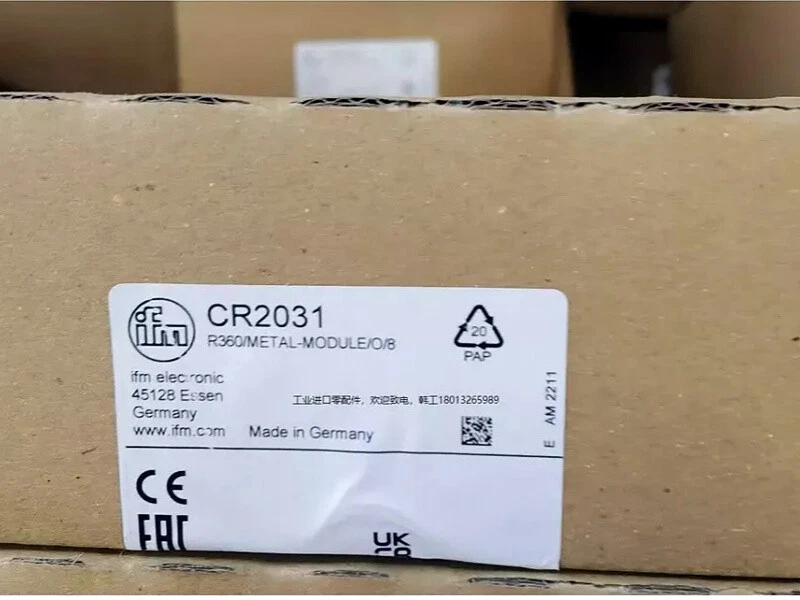 ifm
CR2031
R360/METAL-MODULE/O/8
20
PAP
ifm electronic
45128 Essen
Germany
www.ifm.com
Made in Germany
工业进口零配件，欢迎致电，韩工18013265989
E AM 2211
CE
EAC
UK
CA